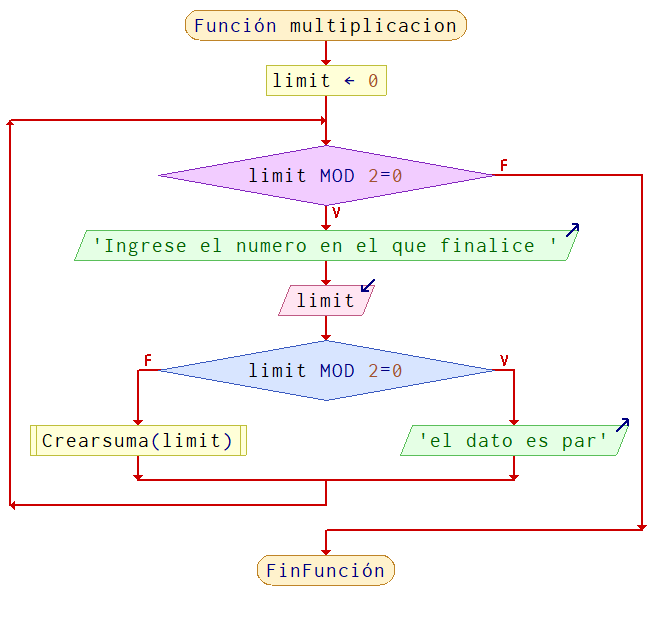 Función multiplicacion
limit ← 0
limit MOD 2=0
F
V
'Ingrese el numero en el que finalice '
limit
limit MOD 2=0
F
V
Crearsuma(limit)
'el dato es par'
FinFunción